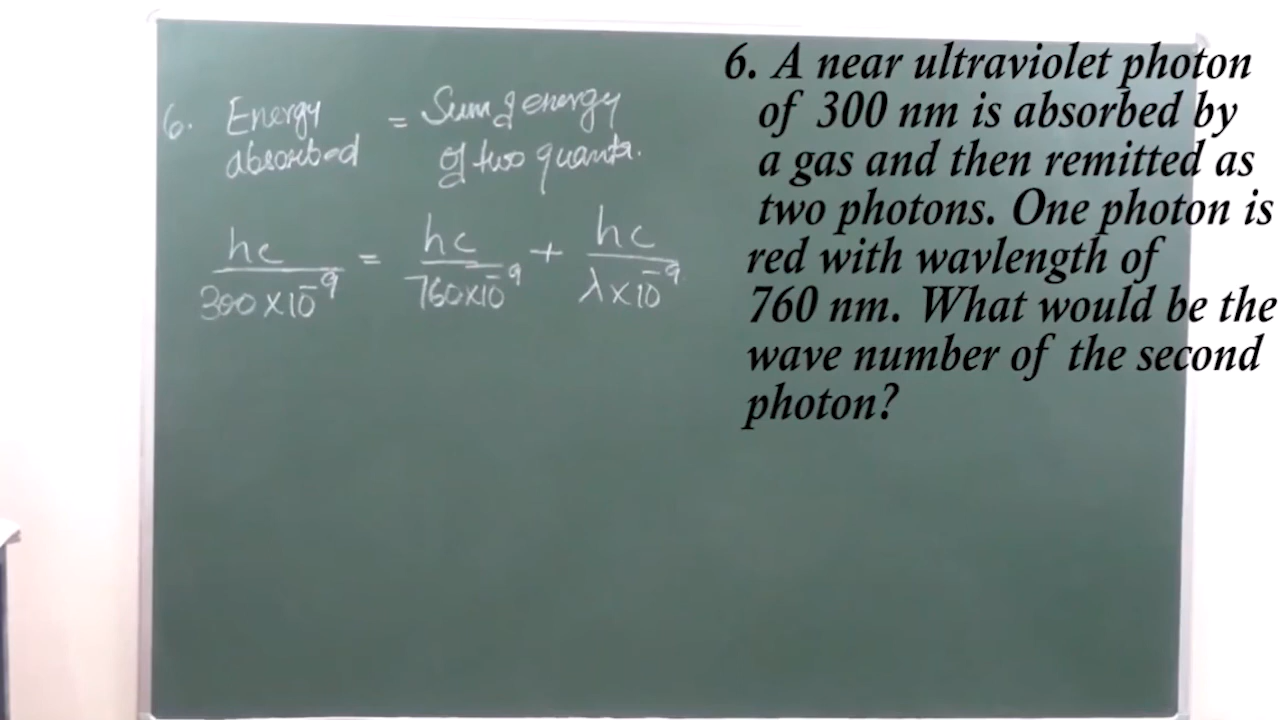 6. Energy absorbed = Sum of energy of two quanta.
hc / 300×10⁻⁹ = hc / 760×10⁻⁹ + hc / λ×10⁻⁹
6. A near ultraviolet photon
of 300 nm is absorbed by
a gas and then remitted as
two photons. One photon is
red with wavlength of
760 nm. What would be the
wave number of the second
photon?